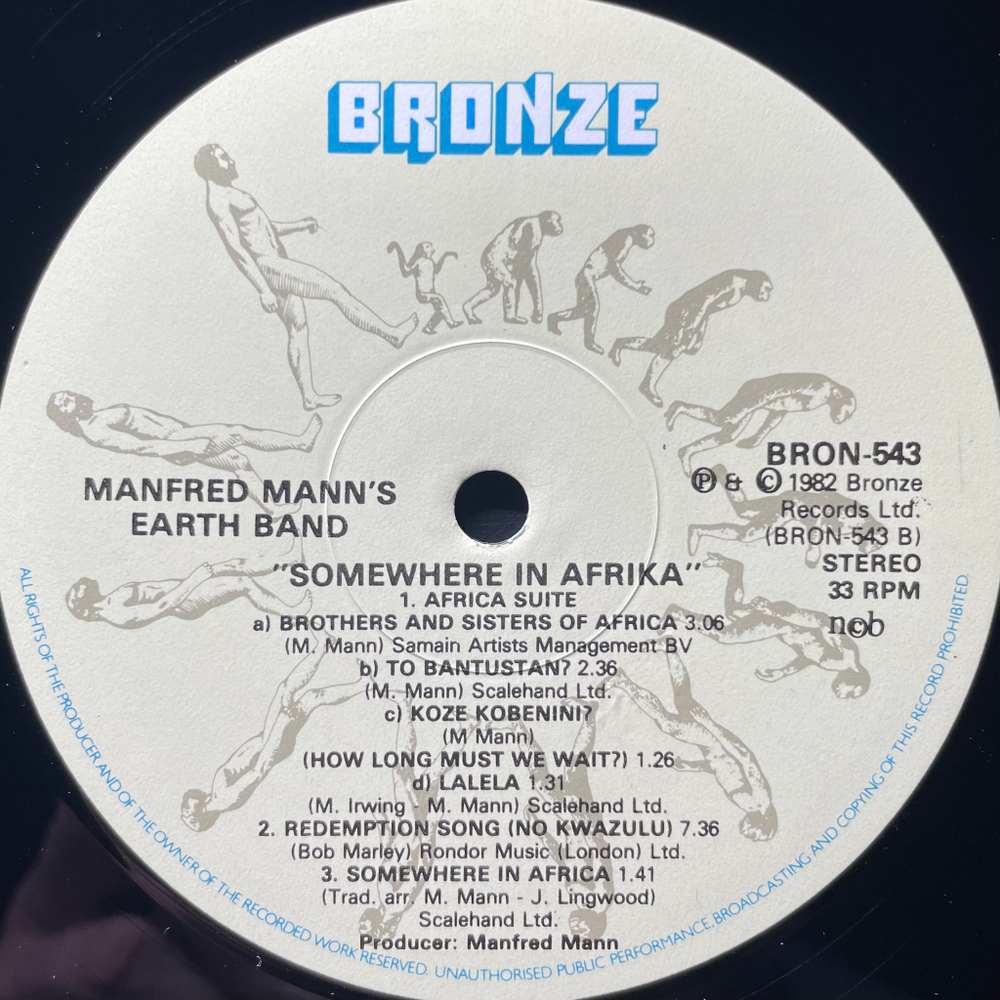 BRONZE
MANFRED MANN'S
EARTH BAND
BRON-543
Ⓟ & © 1982 Bronze
Records Ltd.
(BRON-543 B)
STEREO
33 RPM
ncb
"SOMEWHERE IN AFRIKA"
1. AFRICA SUITE
a) BROTHERS AND SISTERS OF AFRICA 3.06
(M. Mann) Samain Artists Management BV
b) TO BANTUSTAN? 2.36
(M. Mann) Scalehand Ltd.
c) KOZE KOBENINI?
(M Mann)
(HOW LONG MUST WE WAIT?) 1.26
d) LALELA 1.31
(M. Irwing - M. Mann) Scalehand Ltd.
2. REDEMPTION SONG (NO KWAZULU) 7.36
(Bob Marley) Rondor Music (London) Ltd.
3. SOMEWHERE IN AFRICA 1.41
(Trad. arr. M. Mann - J. Lingwood)
Scalehand Ltd.
Producer: Manfred Mann
ALL RIGHTS OF THE PRODUCER AND OF THE OWNER OF THE RECORDED WORK RESERVED. UNAUTHORISED PUBLIC PERFORMANCE, BROADCASTING AND COPYING OF THIS RECORD PROHIBITED.